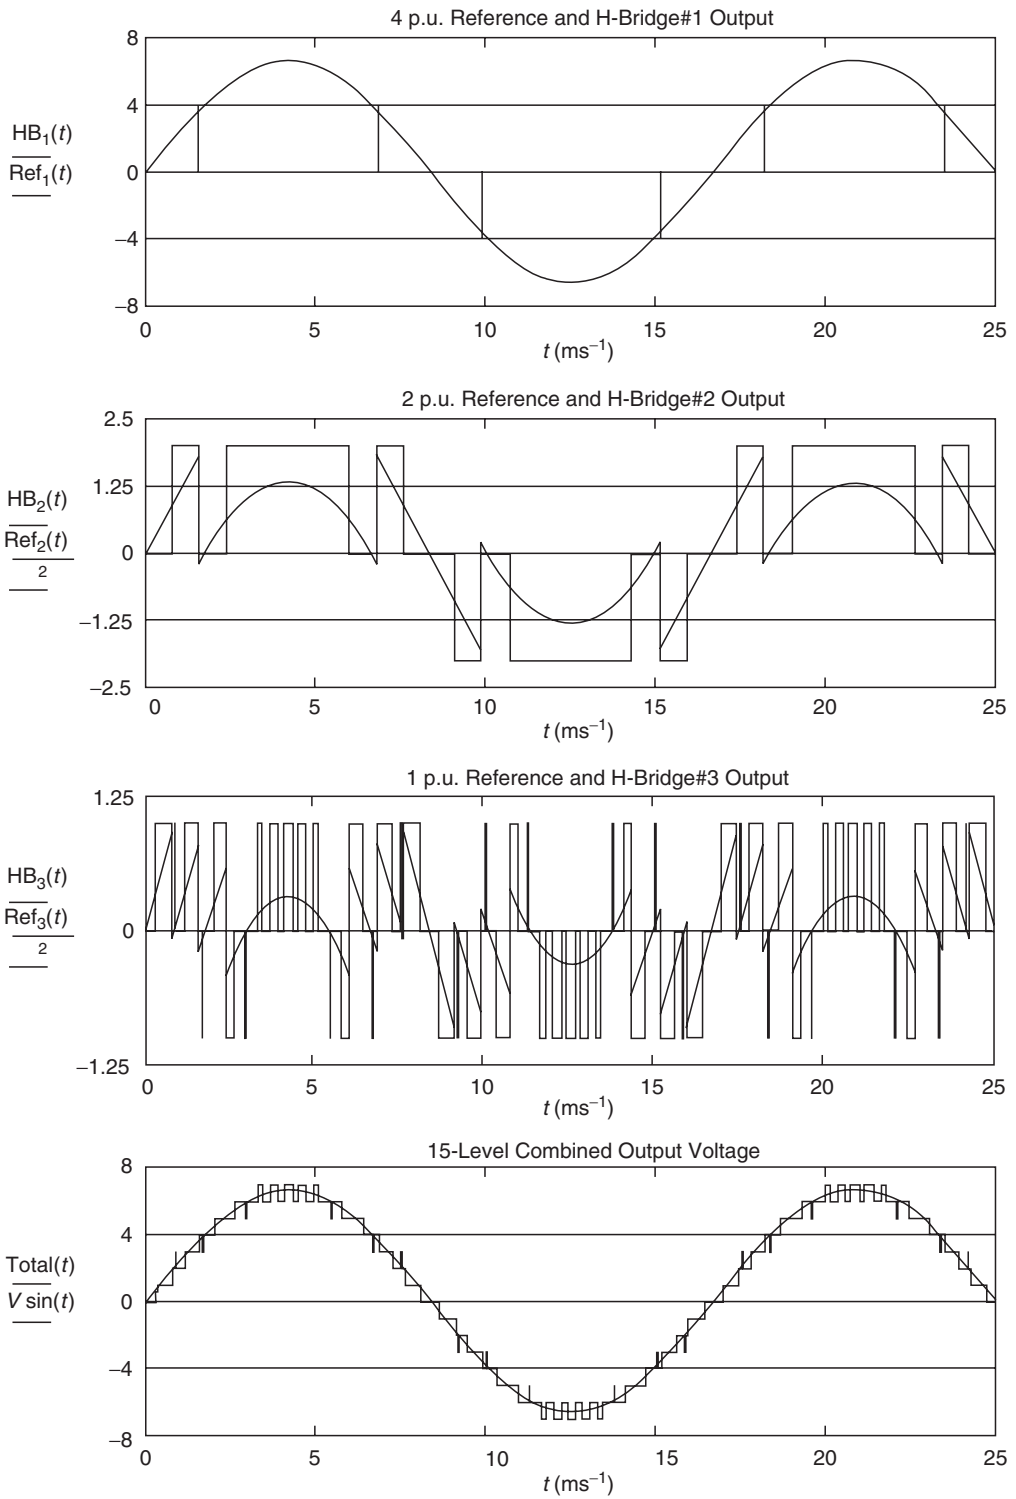 4 p.u. Reference and H-Bridge#1 Output
8
4
0
−4
−8
HB₁(t)
Ref₁(t)
0 5 10 15 20 25
t (ms⁻¹)
2 p.u. Reference and H-Bridge#2 Output
2.5
1.25
0
−1.25
−2.5
HB₂(t)
Ref₂(t)
2
0 5 10 15 20 25
t (ms⁻¹)
1 p.u. Reference and H-Bridge#3 Output
1.25
0
−1.25
HB₃(t)
Ref₃(t)
2
0 5 10 15 20 25
t (ms⁻¹)
15-Level Combined Output Voltage
8
4
0
−4
−8
Total(t)
V sin(t)
0 5 10 15 20 25
t (ms⁻¹)